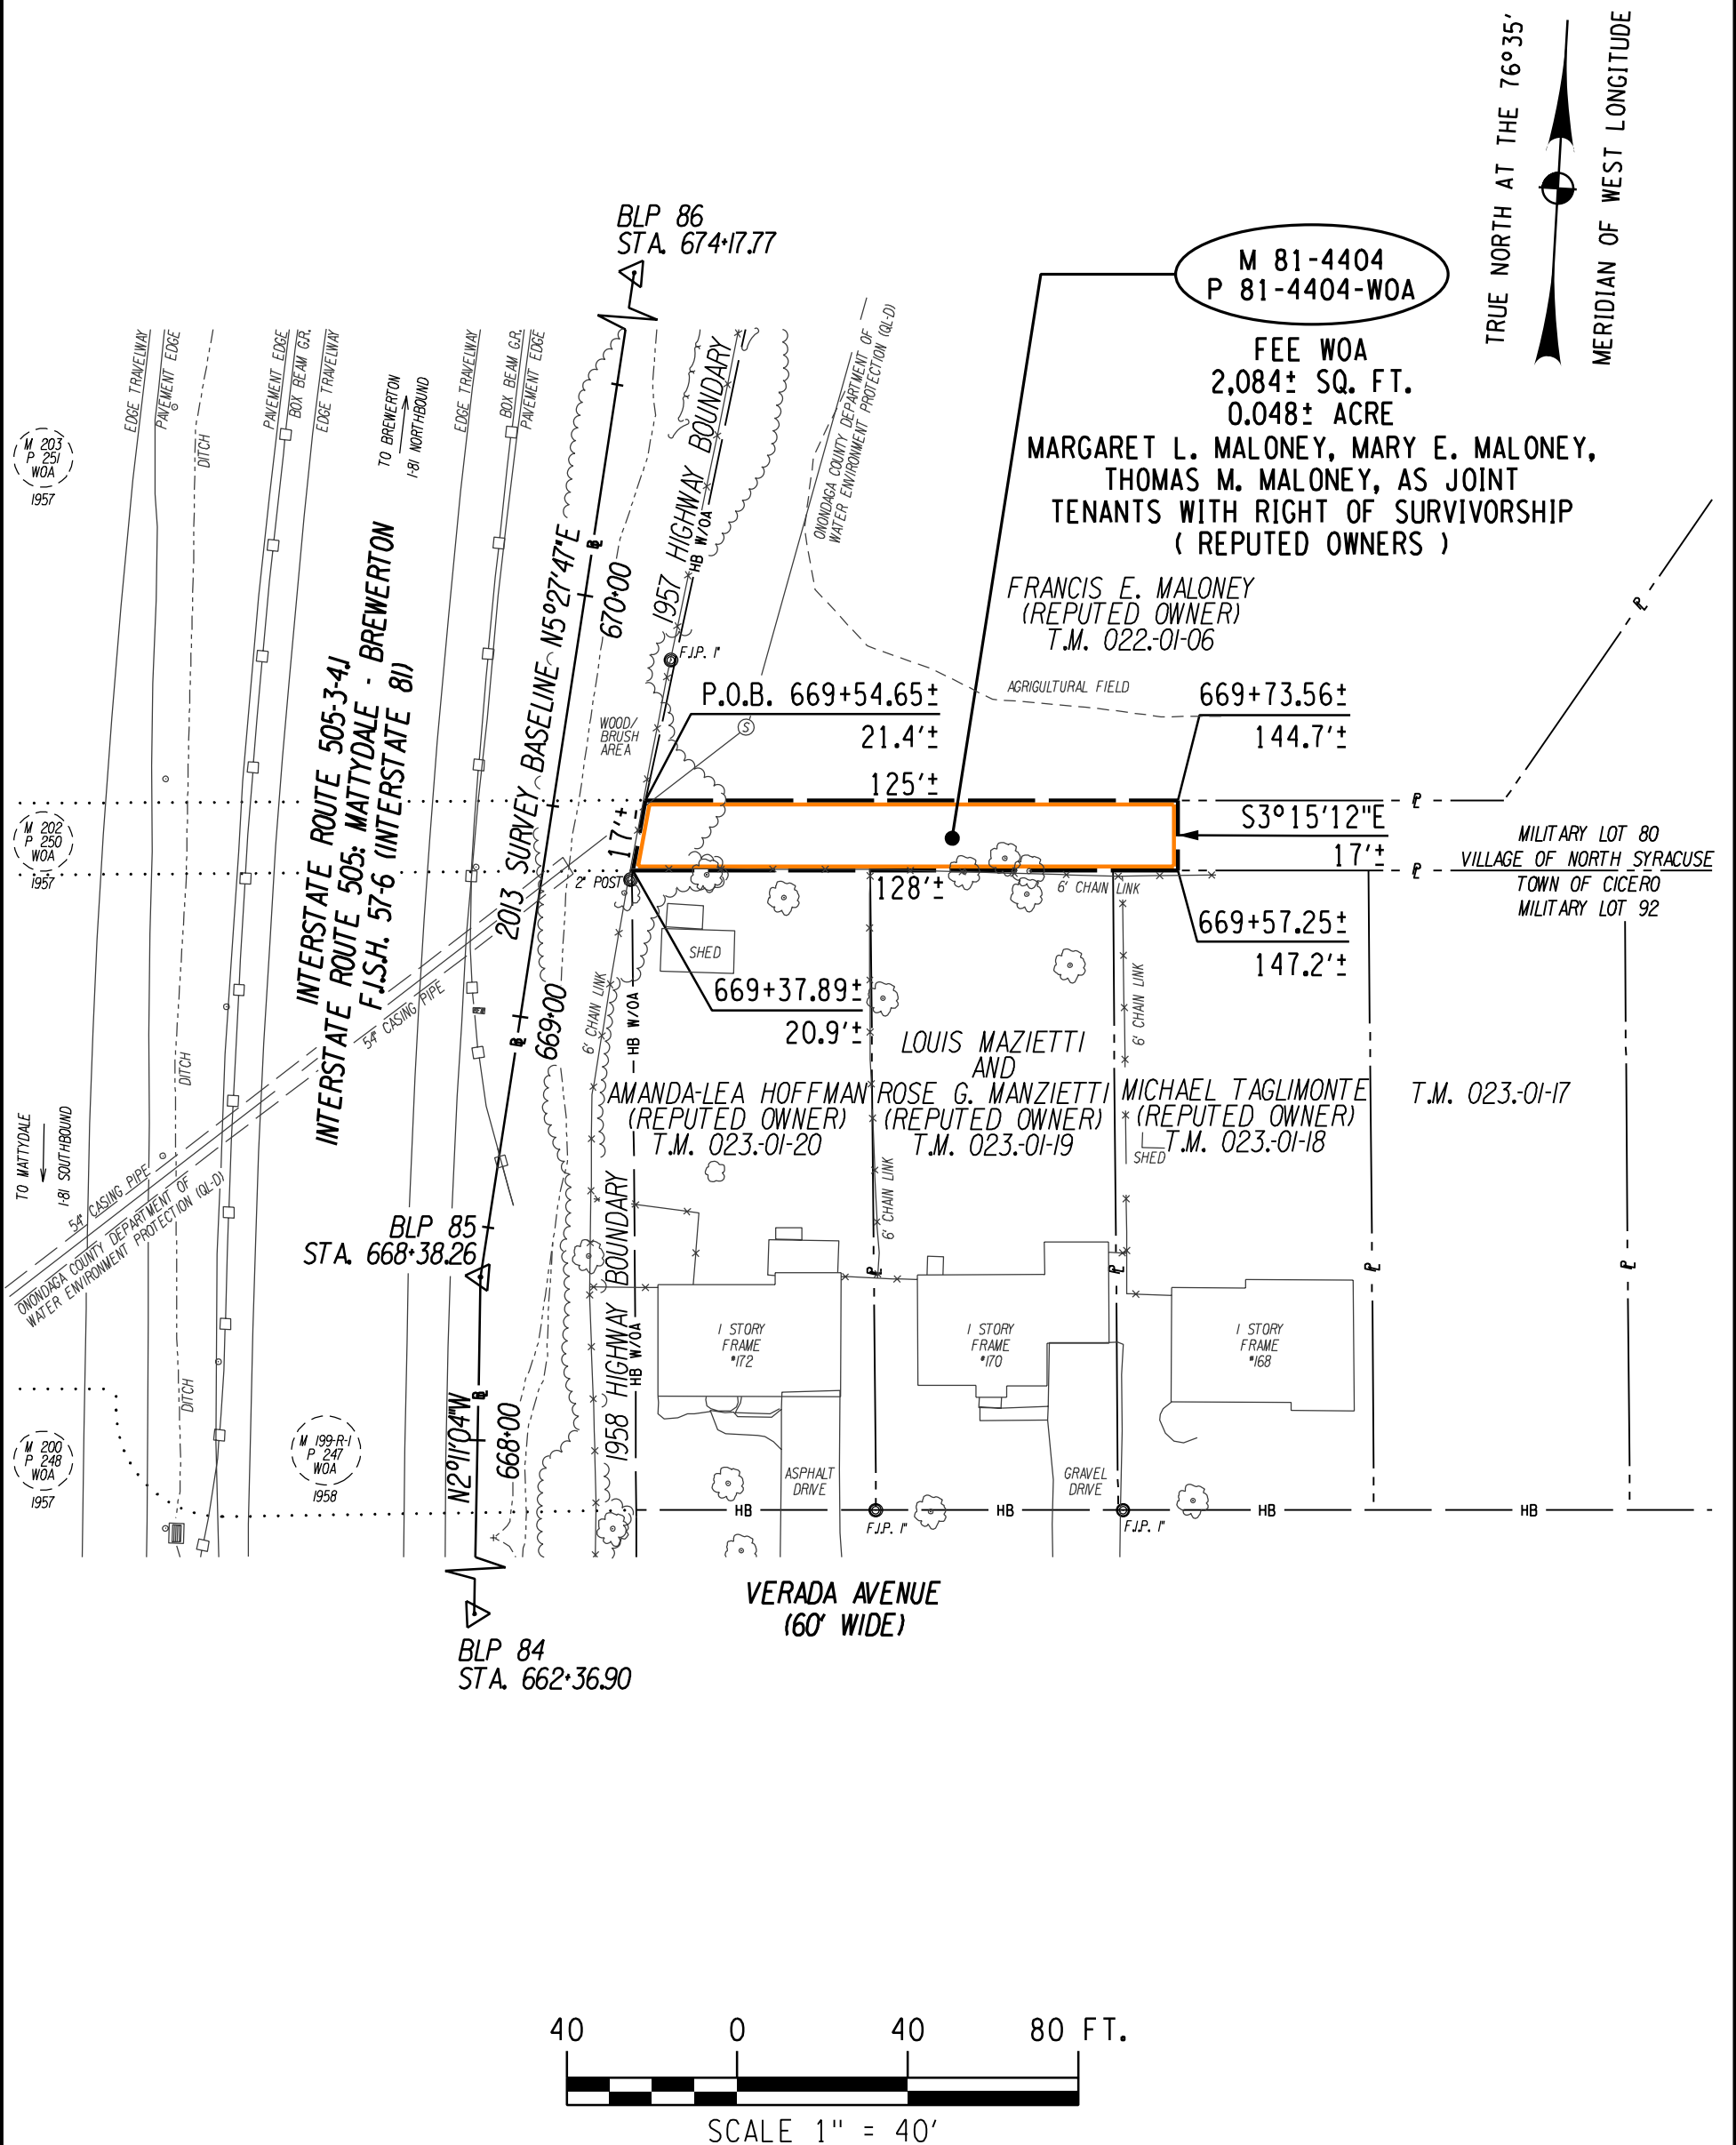 TRUE NORTH AT THE 76°35'
MERIDIAN OF WEST LONGITUDE
BLP 86
STA. 674+17.77
M 81-4404
P 81-4404-WOA
FEE WOA
2,084± SQ. FT.
0.048± ACRE
MARGARET L. MALONEY, MARY E. MALONEY,
THOMAS M. MALONEY, AS JOINT
TENANTS WITH RIGHT OF SURVIVORSHIP
( REPUTED OWNERS )
FRANCIS E. MALONEY
(REPUTED OWNER)
T.M. 022.-01-06
EDGE TRAVELWAY
PAVEMENT EDGE
DITCH
PAVEMENT EDGE
BOX BEAM G.R.
EDGE TRAVELWAY
TO BREWERTON
I-81 NORTHBOUND
EDGE TRAVELWAY
BOX BEAM G.R.
PAVEMENT EDGE
M 203
P 251
WOA
1957
INTERSTATE ROUTE 505-3-4.1
INTERSTATE ROUTE 505: MATTYDALE - BREWERTON
F.I.S.H. 57-6 (INTERSTATE 81)
2013 SURVEY BASELINE N5°27'47"E
BL
670+00
1957 HIGHWAY BOUNDARY
HB W/OA
ONONDAGA COUNTY DEPARTMENT OF
WATER ENVIRONMENT PROTECTION (QL-D)
F.I.P. 1"
WOOD/
BRUSH
AREA
S
AGRICULTURAL FIELD
P.O.B. 669+54.65±
21.4'±
669+73.56±
144.7'±
125'±
PL
S3°15'12"E
17'±
17'±
M 202
P 250
WOA
1957
MILITARY LOT 80
VILLAGE OF NORTH SYRACUSE
TOWN OF CICERO
MILITARY LOT 92
PL
PL
2" POST
128'±
6' CHAIN LINK
669+57.25±
147.2'±
SHED
669+37.89±
20.9'±
54" CASING PIPE
BL
669+00
6' CHAIN LINK
HB W/OA
6' CHAIN LINK
DITCH
LOUIS MAZIETTI
AND
ROSE G. MANZIETTI
(REPUTED OWNER)
T.M. 023.-01-19
AMANDA-LEA HOFFMAN
(REPUTED OWNER)
T.M. 023.-01-20
MICHAEL TAGLIMONTE
(REPUTED OWNER)
T.M. 023.-01-18
SHED
T.M. 023.-01-17
TO MATTYDALE
I-81 SOUTHBOUND
54" CASING PIPE
ONONDAGA COUNTY DEPARTMENT OF
WATER ENVIRONMENT PROTECTION (QL-D)
6' CHAIN LINK
BLP 85
STA. 668+38.26
1958 HIGHWAY BOUNDARY
HB W/OA
PL
PL
PL
PL
1 STORY
FRAME
#172
1 STORY
FRAME
#170
1 STORY
FRAME
#168
DITCH
N2°11'04"W
BL
668+00
M 200
P 248
WOA
1957
M 199-R-1
P 247
WOA
1958
ASPHALT
DRIVE
GRAVEL
DRIVE
HB
HB
HB
HB
F.I.P. 1"
F.I.P. 1"
VERADA AVENUE
(60' WIDE)
BLP 84
STA. 662+36.90
40 0 40 80 FT.
SCALE 1" = 40'